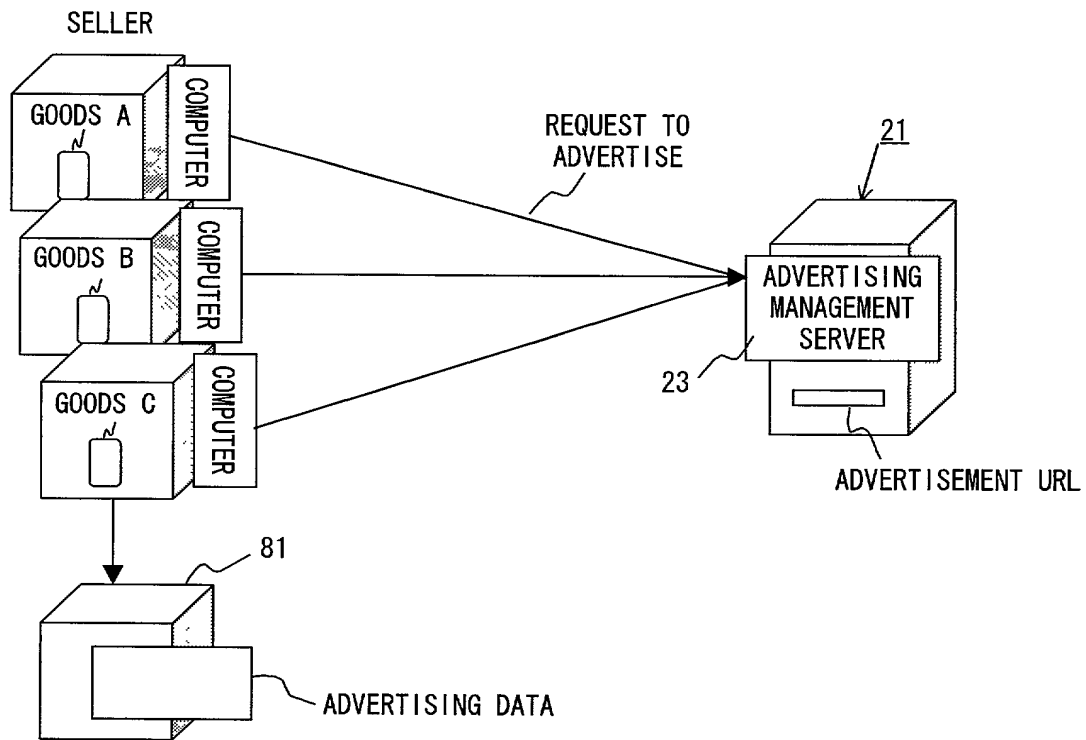 SELLER
GOODS A
COMPUTER
REQUEST TO
ADVERTISE
21
GOODS B
COMPUTER
ADVERTISING
MANAGEMENT
SERVER
23
GOODS C
COMPUTER
ADVERTISEMENT URL
81
ADVERTISING DATA